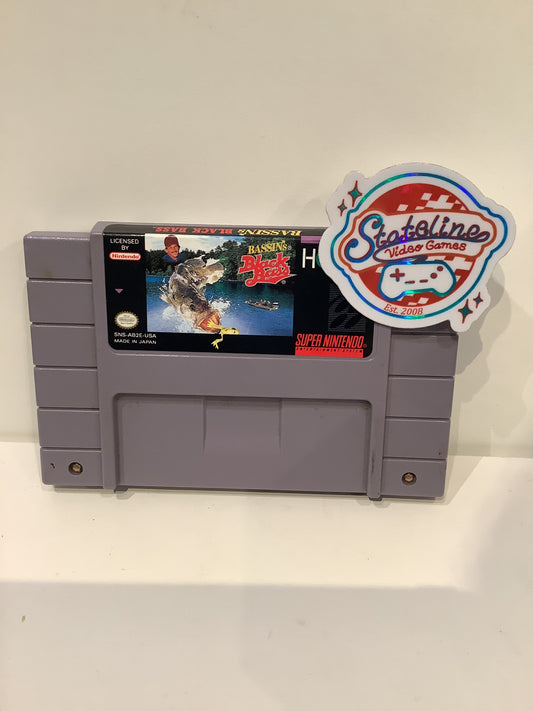 BASSIN'S BLACK BASS
LICENSED BY
Nintendo
BASSIN'S
Black
Bass
H
SNS-AB2E-USA
MADE IN JAPAN
SUPER NINTENDO
ENTERTAINMENT SYSTEM
Stateline
Video Games
Est. 2008